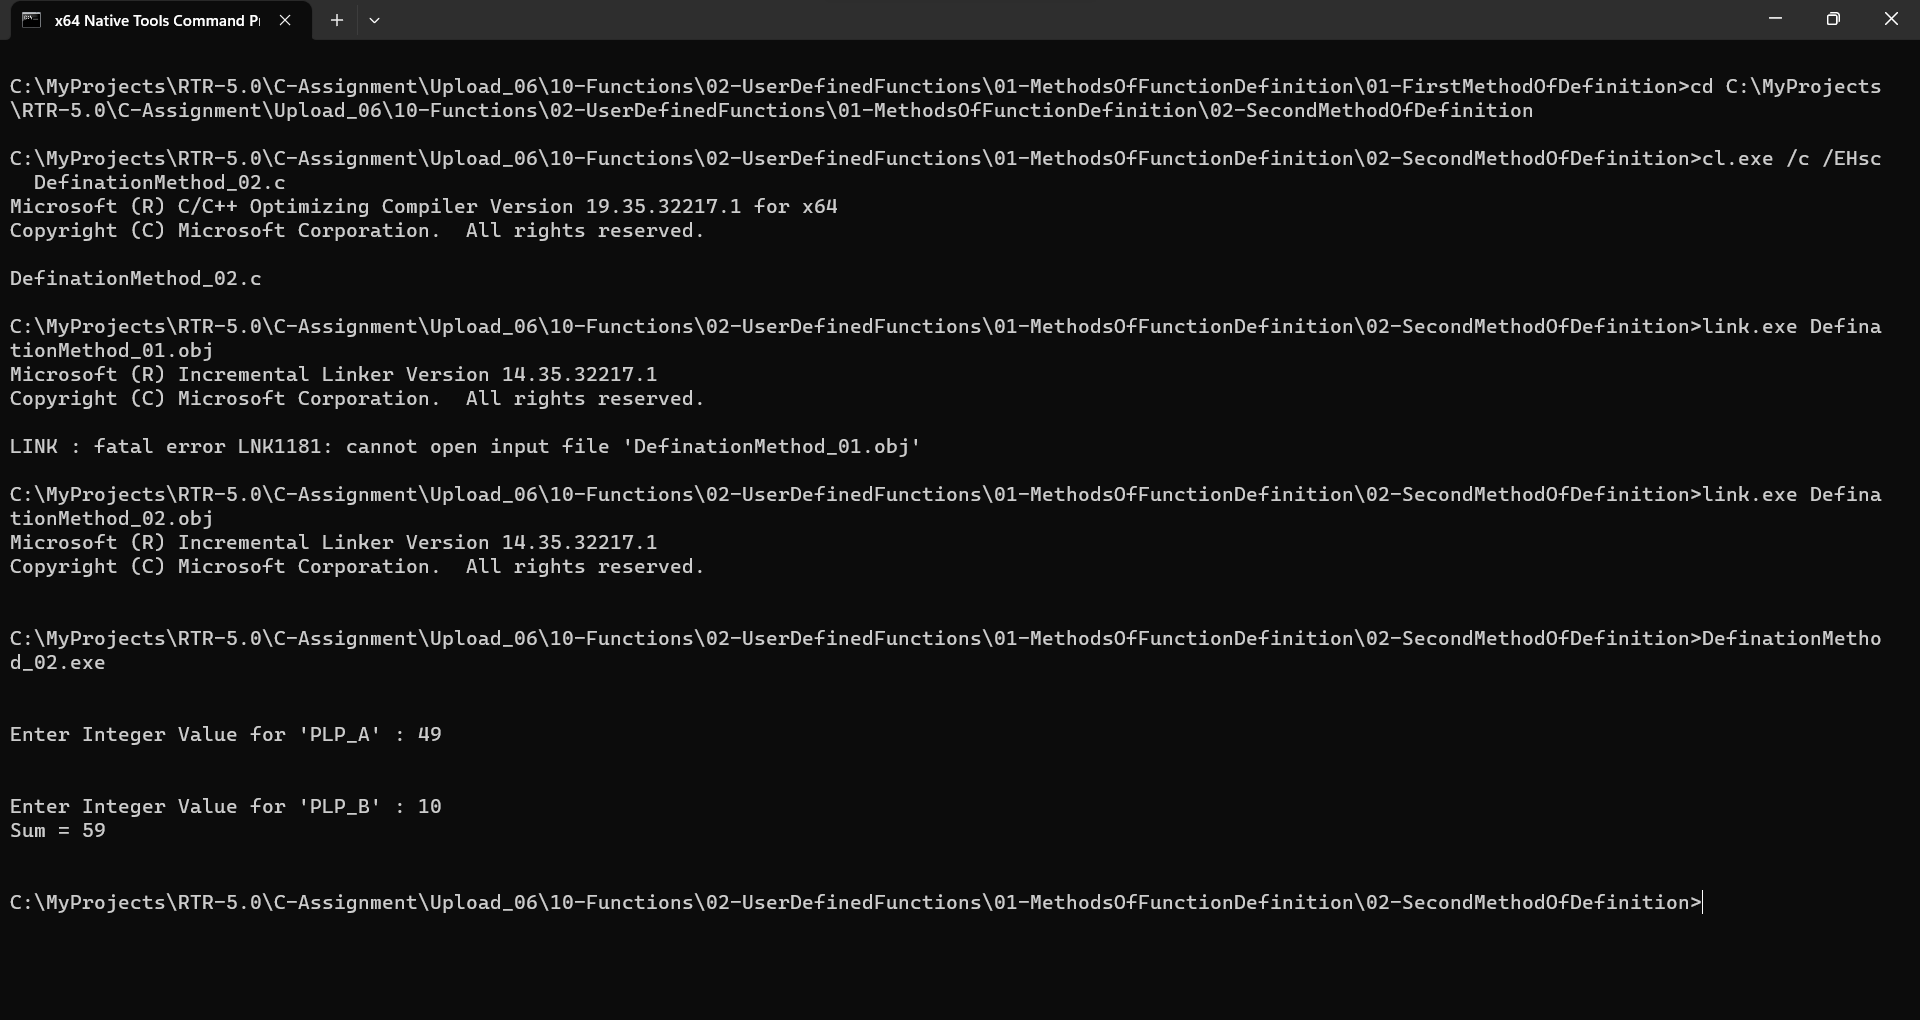 x64 Native Tools Command P
C:\MyProjects\RTR-5.0\C-Assignment\Upload_06\10-Functions\02-UserDefinedFunctions\01-MethodsOfFunctionDefinition\01-FirstMethodOfDefinition>cd C:\MyProjects
\RTR-5.0\C-Assignment\Upload_06\10-Functions\02-UserDefinedFunctions\01-MethodsOfFunctionDefinition\02-SecondMethodOfDefinition
C:\MyProjects\RTR-5.0\C-Assignment\Upload_06\10-Functions\02-UserDefinedFunctions\01-MethodsOfFunctionDefinition\02-SecondMethodOfDefinition>cl.exe /c /EHsc
  DefinationMethod_02.c
Microsoft (R) C/C++ Optimizing Compiler Version 19.35.32217.1 for x64
Copyright (C) Microsoft Corporation.  All rights reserved.
DefinationMethod_02.c
C:\MyProjects\RTR-5.0\C-Assignment\Upload_06\10-Functions\02-UserDefinedFunctions\01-MethodsOfFunctionDefinition\02-SecondMethodOfDefinition>link.exe Defina
tionMethod_01.obj
Microsoft (R) Incremental Linker Version 14.35.32217.1
Copyright (C) Microsoft Corporation.  All rights reserved.
LINK : fatal error LNK1181: cannot open input file 'DefinationMethod_01.obj'
C:\MyProjects\RTR-5.0\C-Assignment\Upload_06\10-Functions\02-UserDefinedFunctions\01-MethodsOfFunctionDefinition\02-SecondMethodOfDefinition>link.exe Defina
tionMethod_02.obj
Microsoft (R) Incremental Linker Version 14.35.32217.1
Copyright (C) Microsoft Corporation.  All rights reserved.
C:\MyProjects\RTR-5.0\C-Assignment\Upload_06\10-Functions\02-UserDefinedFunctions\01-MethodsOfFunctionDefinition\02-SecondMethodOfDefinition>DefinationMetho
d_02.exe
Enter Integer Value for 'PLP_A' : 49
Enter Integer Value for 'PLP_B' : 10
Sum = 59
C:\MyProjects\RTR-5.0\C-Assignment\Upload_06\10-Functions\02-UserDefinedFunctions\01-MethodsOfFunctionDefinition\02-SecondMethodOfDefinition>